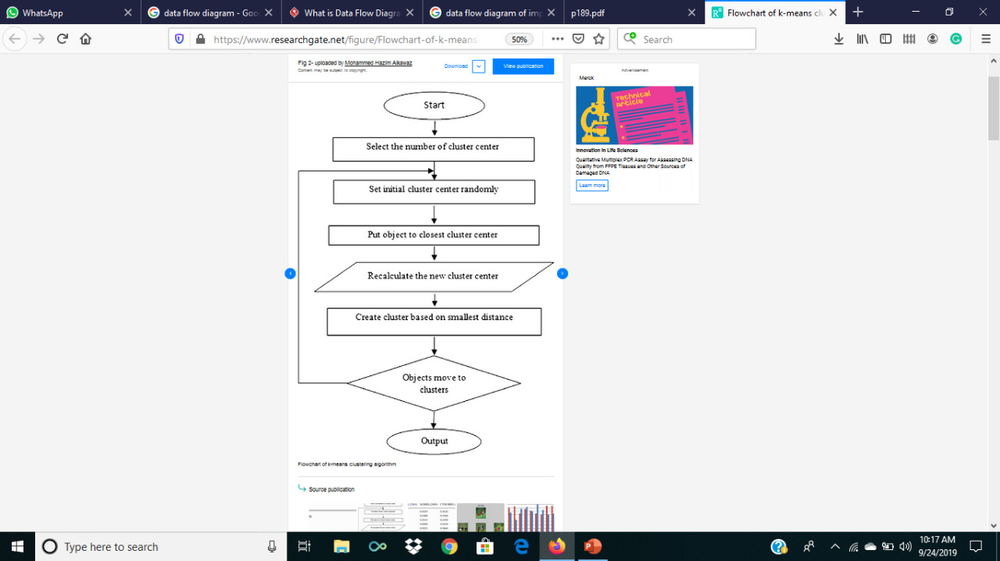 WhatsApp
data flow diagram - Goo
What is Data Flow Diagra
data flow diagram of imp
p189.pdf
Flowchart of k-means clu
https://www.researchgate.net/figure/Flowchart-of-k-means-
50%
Search
Fig 2- uploaded by Mohammed Hazim Alkawaz
Content may be subject to copyright.
Download
View publication
Start
Select the number of cluster center
Set initial cluster center randomly
Put object to closest cluster center
Recalculate the new cluster center
Create cluster based on smallest distance
Objects move to
clusters
Output
Flowchart of k-means clustering algorithm
Source publication
Advertisement
Merck
Technical
Article
Innovation in Life Sciences
Qualitative Multiplex PCR Assay for Assessing DNA
Quality from FFPE Tissues and Other Sources of
Damaged DNA
Learn more
Type here to search
10:17 AM
9/24/2019